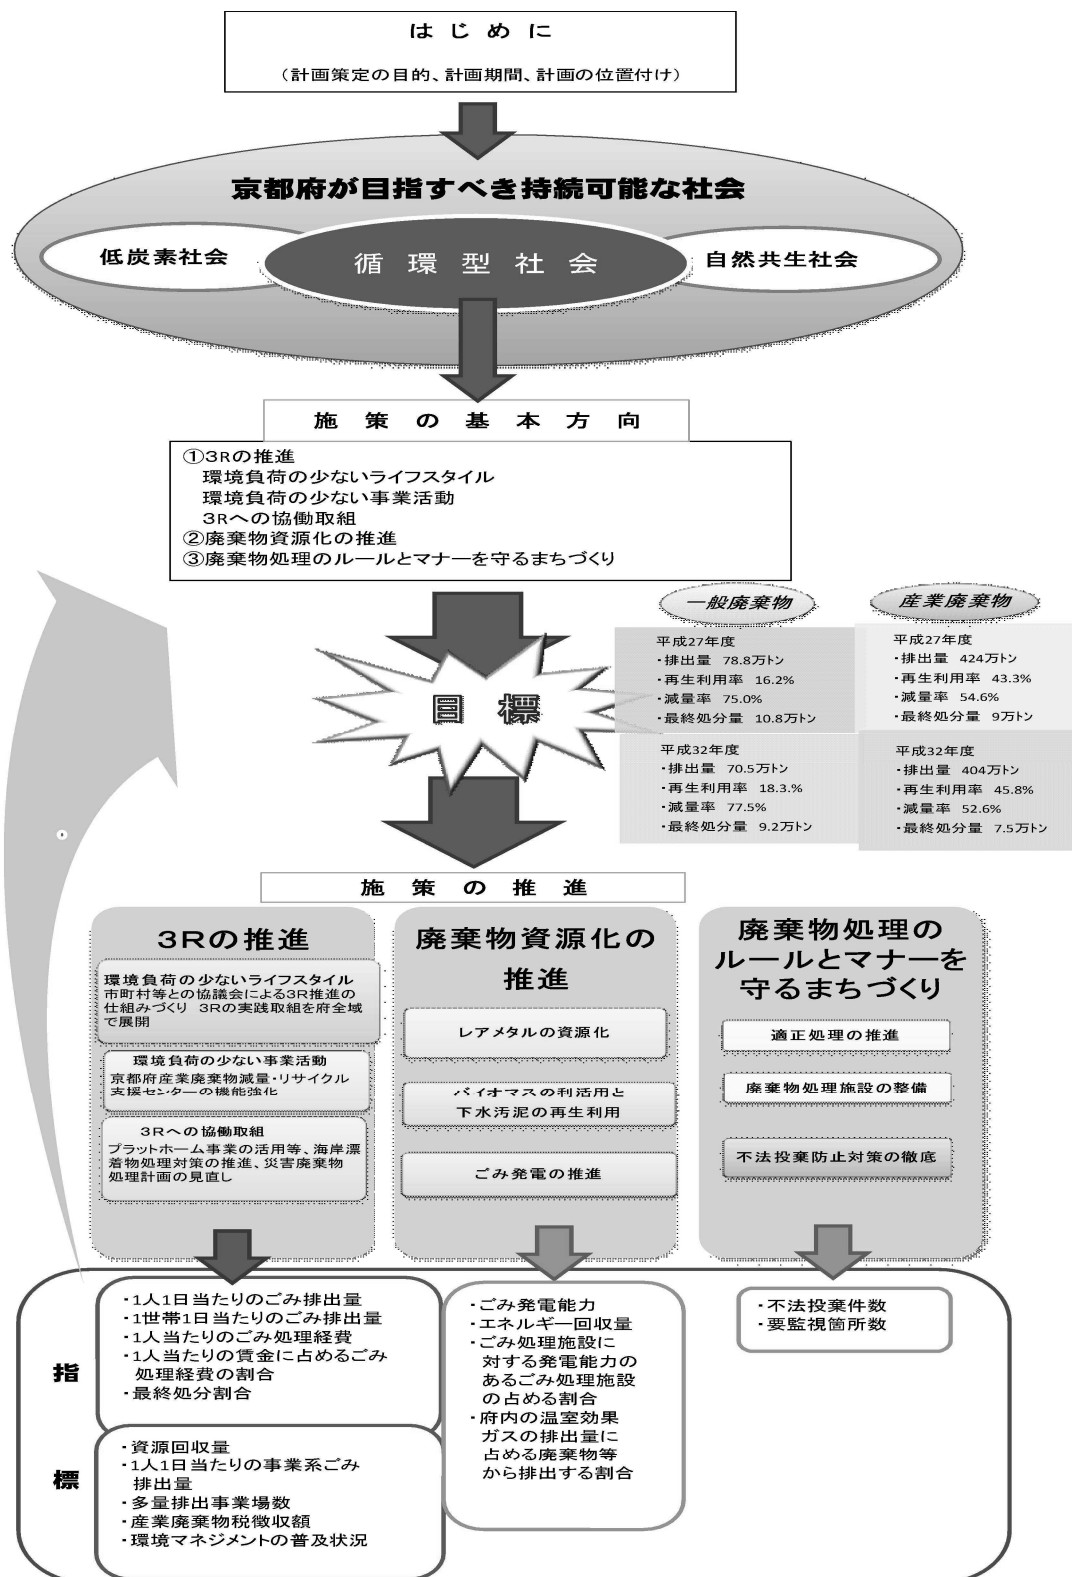 はじめに
（計画策定の目的、計画期間、計画の位置付け）
京都府が目指すべき持続可能な社会
低炭素社会
循環型社会
自然共生社会
施策の基本方向
①3Rの推進
環境負荷の少ないライフスタイル
環境負荷の少ない事業活動
3Rへの協働取組
②廃棄物資源化の推進
③廃棄物処理のルールとマナーを守るまちづくり
目標
一般廃棄物
平成27年度
・排出量 78.8万トン
・再生利用率 16.2%
・減量率 75.0%
・最終処分量 10.8万トン
平成32年度
・排出量 70.5万トン
・再生利用率 18.3.%
・減量率 77.5%
・最終処分量 9.2万トン
産業廃棄物
平成27年度
・排出量 424万トン
・再生利用率 43.3%
・減量率 54.6%
・最終処分量 9万トン
平成32年度
・排出量 404万トン
・再生利用率 45.8%
・減量率 52.6%
・最終処分量 7.5万トン
施策の推進
3Rの推進
環境負荷の少ないライフスタイル
市町村等との協議会による3R推進の
仕組みづくり 3Rの実践取組を府全域
で展開
環境負荷の少ない事業活動
京都府産業廃棄物減量・リサイクル
支援センターの機能強化
3Rへの協働取組
プラットホーム事業の活用等、海岸漂
着物処理対策の推進、災害廃棄物
処理計画の見直し
廃棄物資源化の
推進
レアメタルの資源化
バイオマスの利活用と
下水汚泥の再生利用
ごみ発電の推進
廃棄物処理の
ルールとマナーを
守るまちづくり
適正処理の推進
廃棄物処理施設の整備
不法投棄防止対策の徹底
指標
・1人1日当たりのごみ排出量
・1世帯1日当たりのごみ排出量
・1人当たりのごみ処理経費
・1人当たりの賃金に占めるごみ
処理経費の割合
・最終処分割合
・資源回収量
・1人1日当たりの事業系ごみ
排出量
・多量排出事業場数
・産業廃棄物税徴収額
・環境マネジメントの普及状況
・ごみ発電能力
・エネルギー回収量
・ごみ処理施設に
対する発電能力の
あるごみ処理施設
の占める割合
・府内の温室効果
ガスの排出量に
占める廃棄物等
から排出する割合
・不法投棄件数
・要監視箇所数